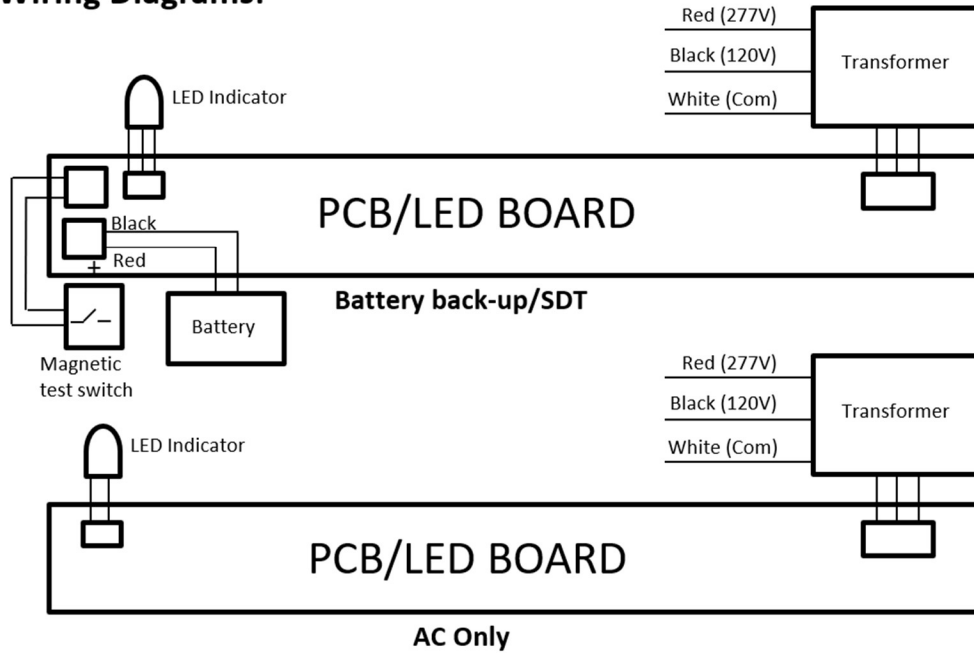 Wiring Diagrams:
Red (277V)
Black (120V)
White (Com)
Transformer
LED Indicator
PCB/LED BOARD
Black
Red
+
Battery back-up/SDT
Battery
Magnetic
test switch
Red (277V)
Black (120V)
White (Com)
Transformer
LED Indicator
PCB/LED BOARD
AC Only